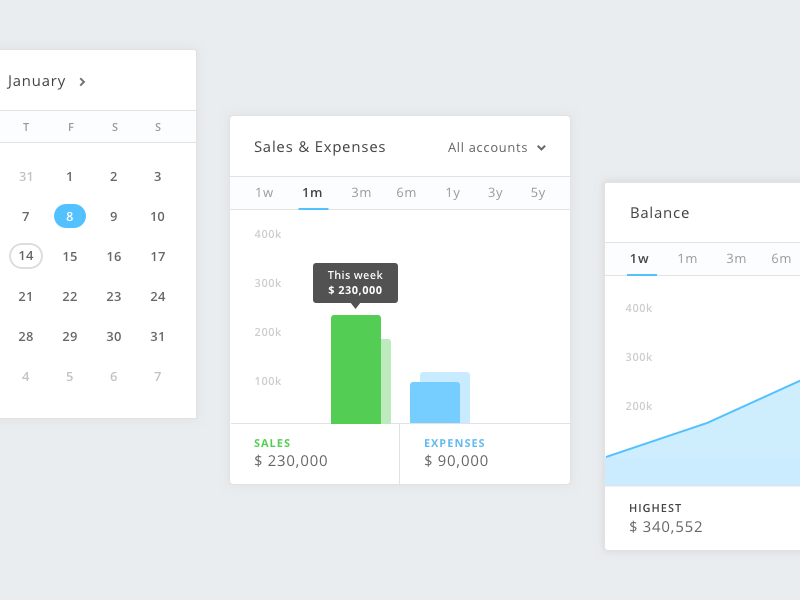 January
T F S S
31 1 2 3
7 8 9 10
14 15 16 17
21 22 23 24
28 29 30 31
4 5 6 7
Sales & Expenses
All accounts
1w 1m 3m 6m 1y 3y 5y
400k
300k
200k
100k
This week
$ 230,000
SALES
$ 230,000
EXPENSES
$ 90,000
Balance
1w 1m 3m 6m
400k
300k
200k
HIGHEST
$ 340,552